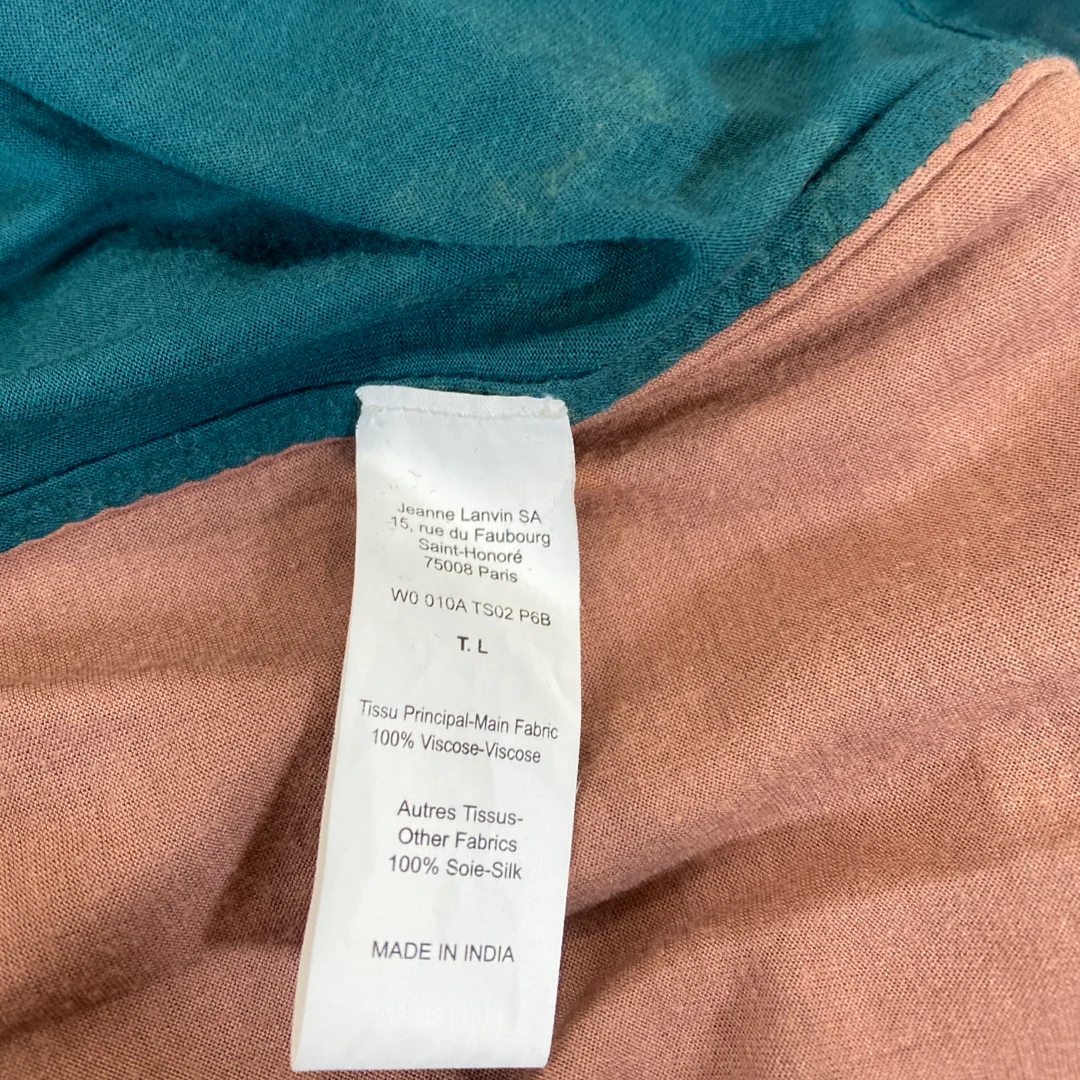 Jeanne Lanvin SA
15, rue du Faubourg
Saint-Honoré
75008 Paris
W0 010A TS02 P6B
T. L
Tissu Principal-Main Fabric
100% Viscose-Viscose
Autres Tissus-
Other Fabrics
100% Soie-Silk
MADE IN INDIA